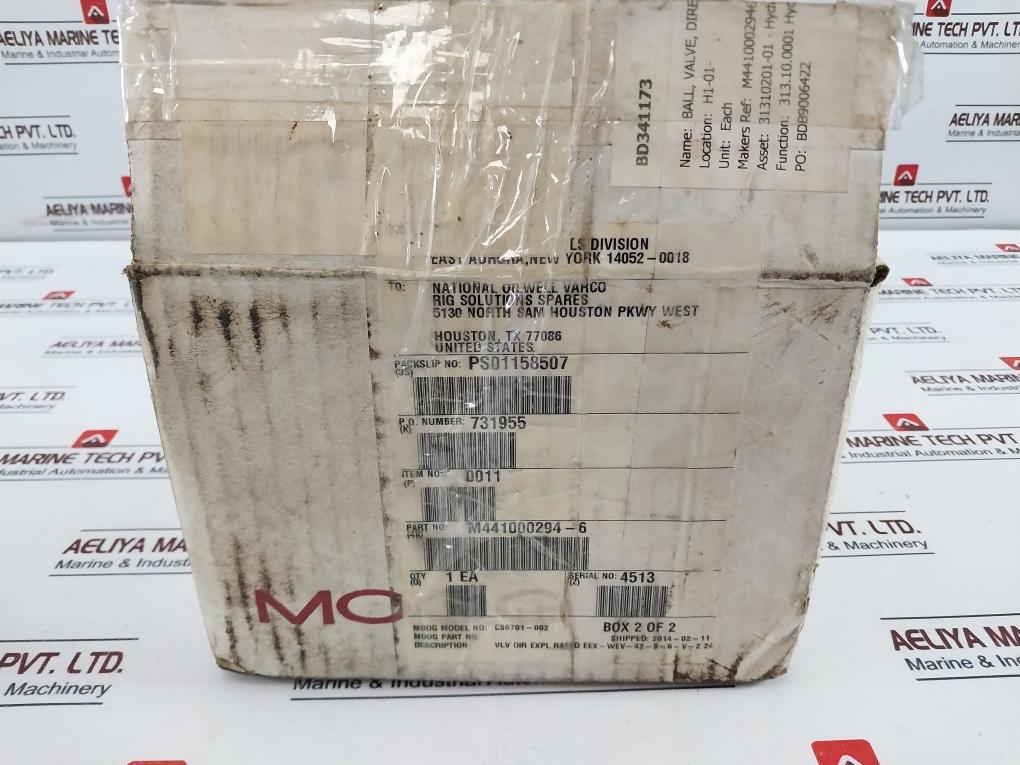 BD341173
Name: BALL, VALVE, DIRE
Location: H1-01-
Unit: Each
Makers Ref: M4410002946
Asset: 31310201-01 - Hydr
Function: 313.10.0001 Hyd
PO: BDB9006422
LS DIVISION
EAST AURORA, NEW YORK 14052-0018
TO: NATIONAL OILWELL VARCO
RIG SOLUTIONS SPARES
5130 NORTH SAM HOUSTON PKWY WEST
HOUSTON, TX 77086
UNITED STATES
PACKSLIP NO: PS01158507
(3S)
P.O. NUMBER: 731955
(K)
ITEM NO: 0011
(P)
PART NO: M441000294-6
QTY 1 EA
(Q)
SERIAL NO: 4513
(Z)
MO
MOOG MODEL NO: C56701-002
BOX 2 OF 2
MOOG PART NO:
SHIPPED: 2014-02-11
DESCRIPTION VLV DIR EXPL RATED EEX-WEV-42-B-6-V-2 24
AELIYA MARINE TECH PVT. LTD.
Marine & Industrial Automation & Machinery